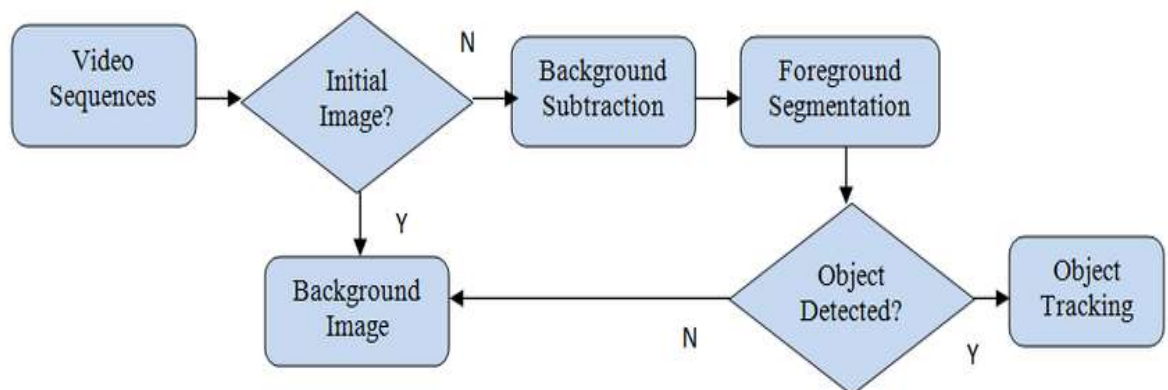 Video
Sequences
Initial
Image?
N
Background
Subtraction
Foreground
Segmentation
Y
Background
Image
Object
Detected?
N
Y
Object
Tracking